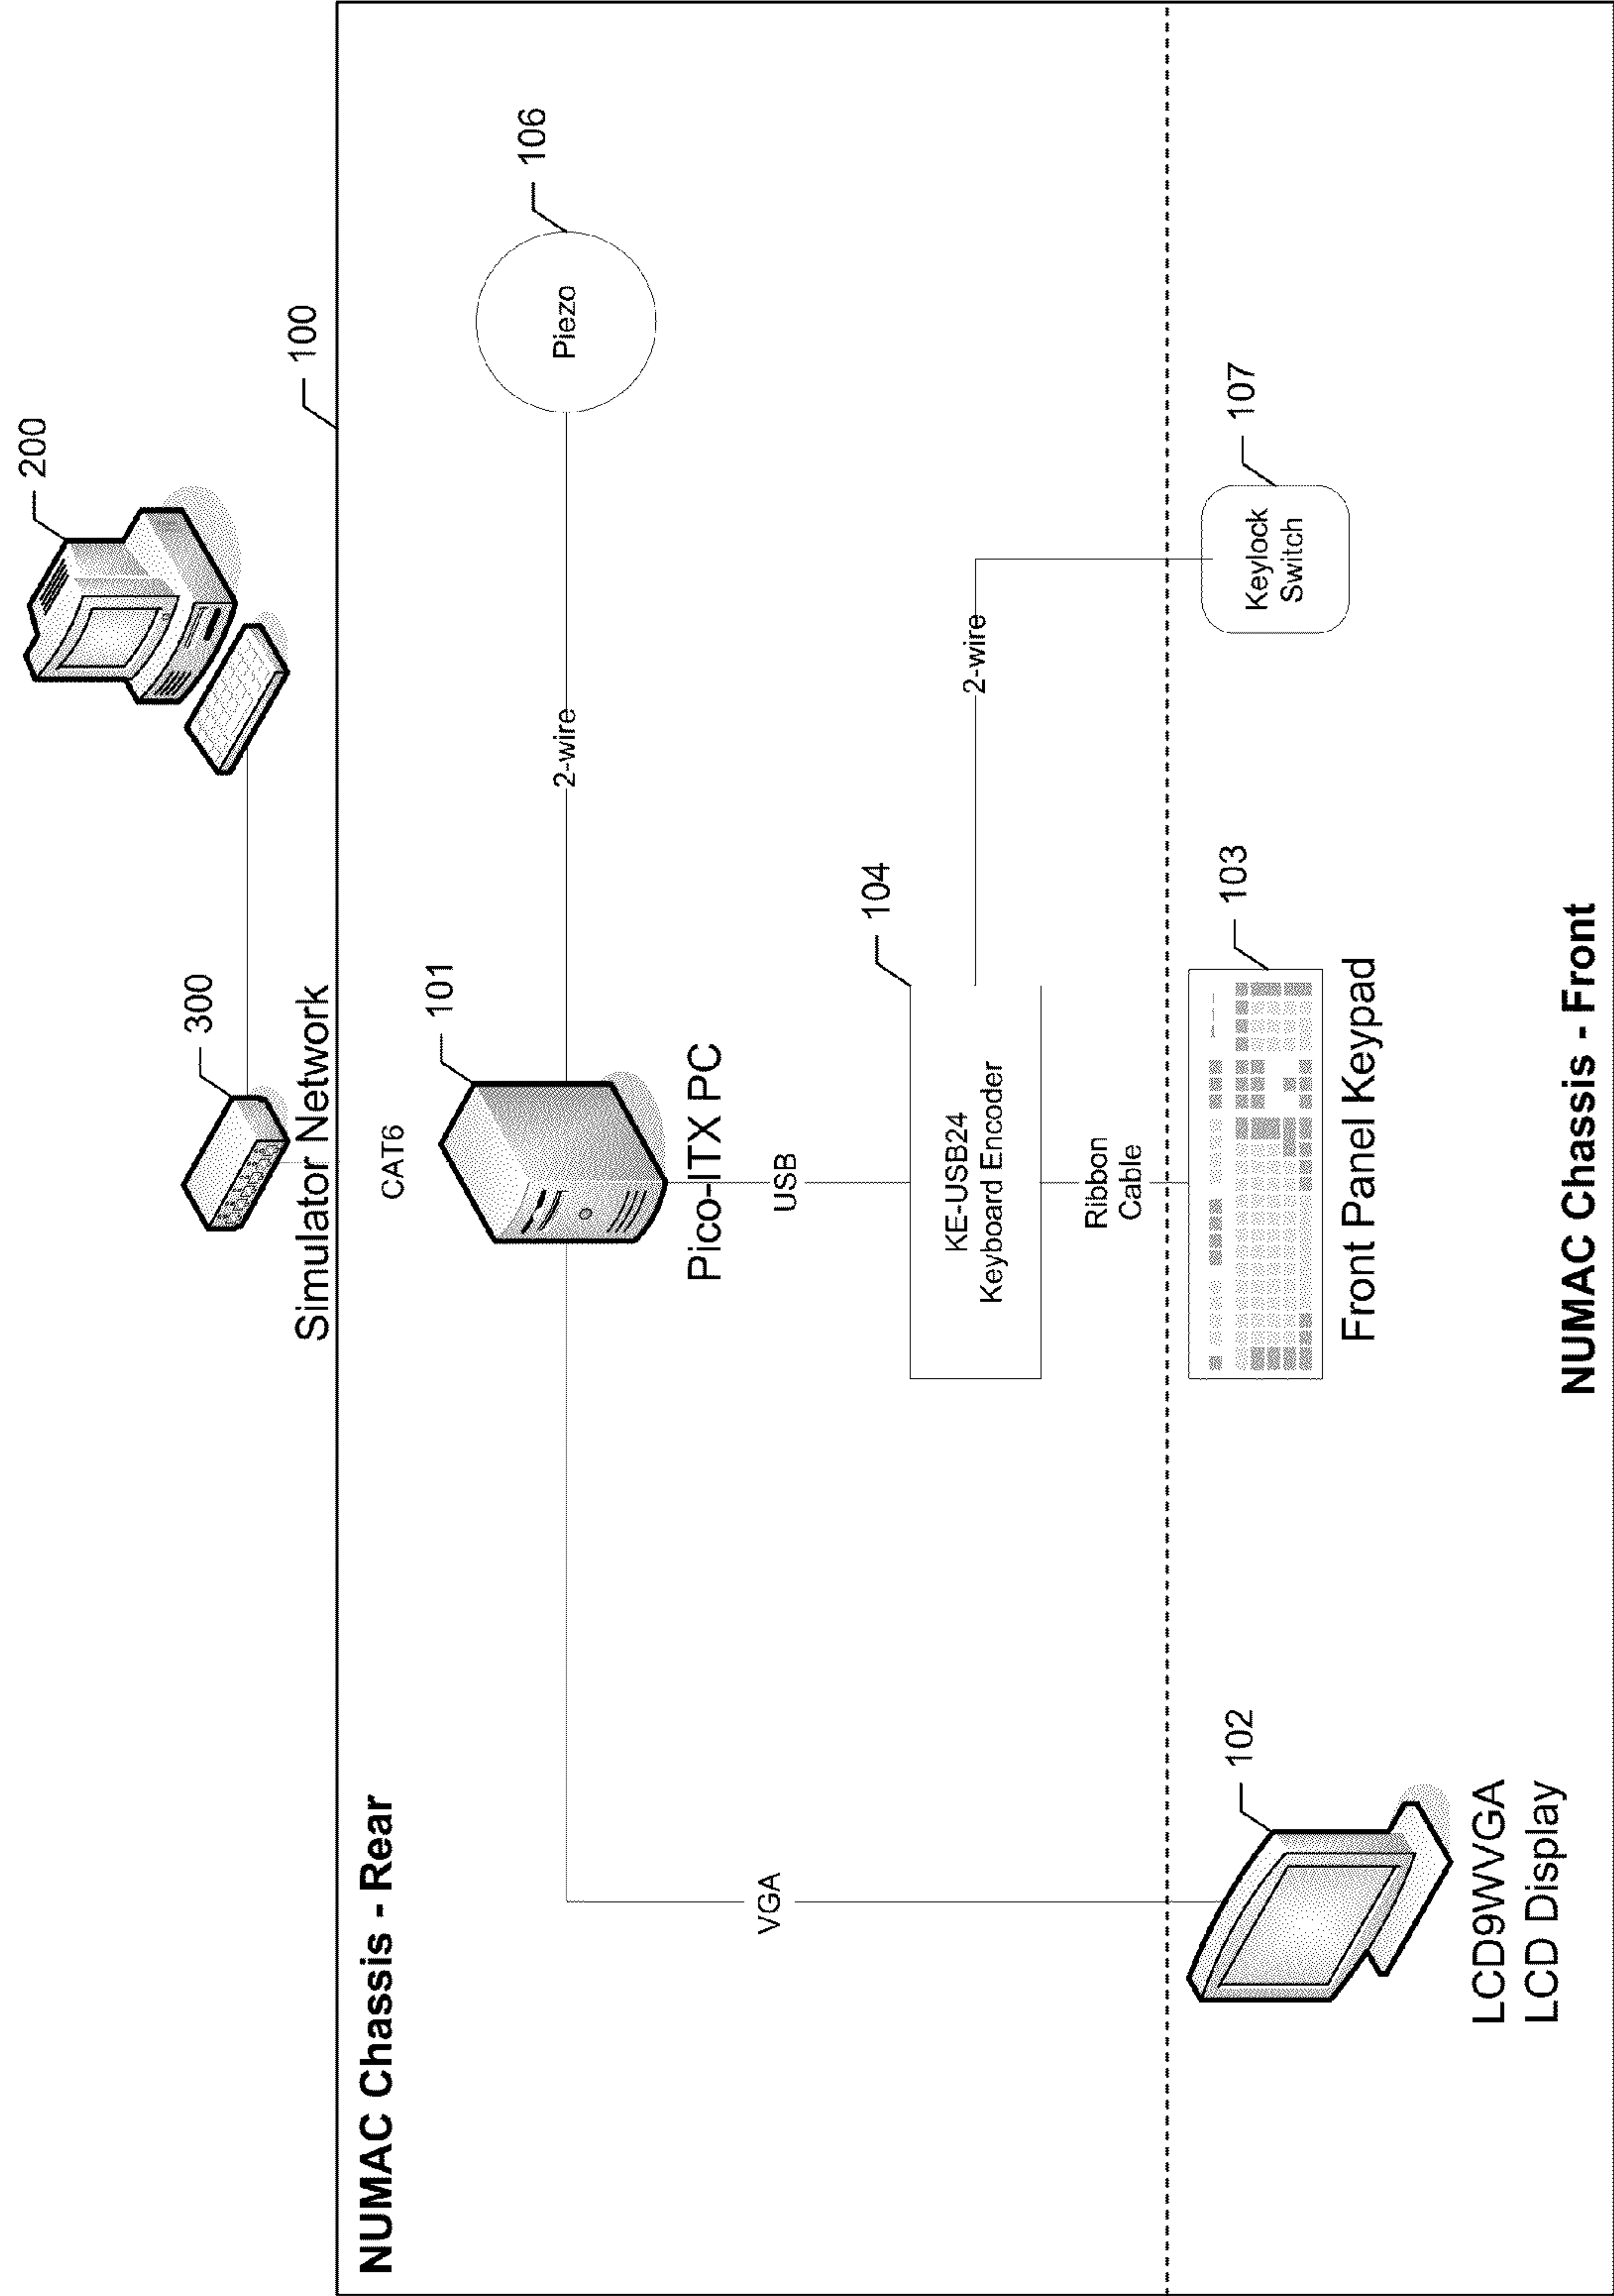 200
300
Simulator Network
100
NUMAC Chassis - Rear
CAT6
101
Pico-ITX PC
106
Piezo
2-wire
VGA
USB
104
KE-USB24
Keyboard Encoder
2-wire
Ribbon
Cable
102
LCD9WVGA
LCD Display
103
Front Panel Keypad
107
Keylock
Switch
NUMAC Chassis - Front